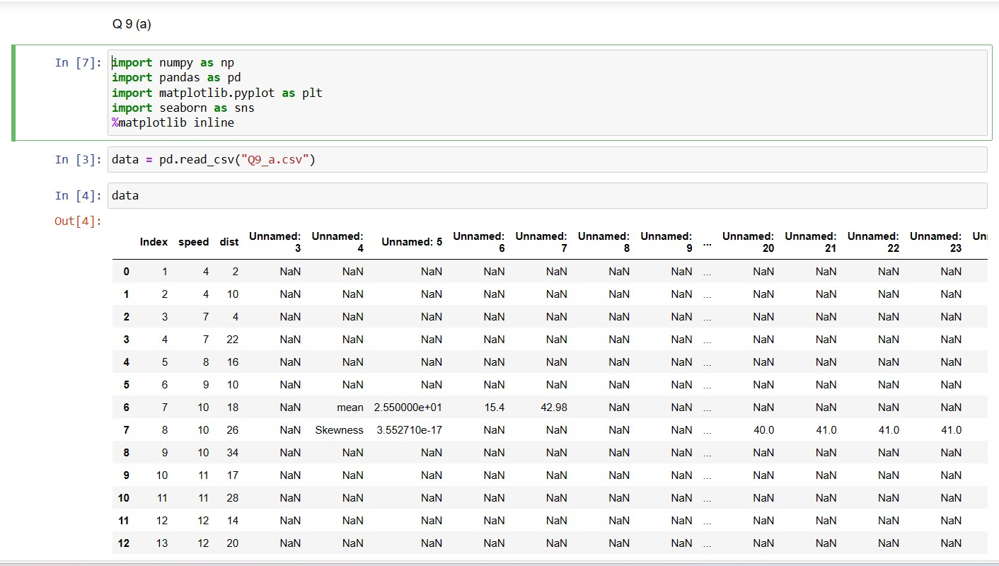 Q 9 (a)
In [7]: import numpy as np
import pandas as pd
import matplotlib.pyplot as plt
import seaborn as sns
%matplotlib inline
In [3]: data = pd.read_csv("Q9_a.csv")
In [4]: data
Out[4]:
Index speed dist Unnamed: 3 Unnamed: 4 Unnamed: 5 Unnamed: 6 Unnamed: 7 Unnamed: 8 Unnamed: 9 ... Unnamed: 20 Unnamed: 21 Unnamed: 22 Unnamed: 23
0 1 4 2 NaN NaN NaN NaN NaN NaN NaN ... NaN NaN NaN NaN
1 2 4 10 NaN NaN NaN NaN NaN NaN NaN ... NaN NaN NaN NaN
2 3 7 4 NaN NaN NaN NaN NaN NaN NaN ... NaN NaN NaN NaN
3 4 7 22 NaN NaN NaN NaN NaN NaN NaN ... NaN NaN NaN NaN
4 5 8 16 NaN NaN NaN NaN NaN NaN NaN ... NaN NaN NaN NaN
5 6 9 10 NaN NaN NaN NaN NaN NaN NaN ... NaN NaN NaN NaN
6 7 10 18 NaN mean 2.550000e+01 15.4 42.98 NaN NaN ... NaN NaN NaN NaN
7 8 10 26 NaN Skewness 3.552710e-17 NaN NaN NaN NaN ... 40.0 41.0 41.0 41.0
8 9 10 34 NaN NaN NaN NaN NaN NaN NaN ... NaN NaN NaN NaN
9 10 11 17 NaN NaN NaN NaN NaN NaN NaN ... NaN NaN NaN NaN
10 11 11 28 NaN NaN NaN NaN NaN NaN NaN ... NaN NaN NaN NaN
11 12 12 14 NaN NaN NaN NaN NaN NaN NaN ... NaN NaN NaN NaN
12 13 12 20 NaN NaN NaN NaN NaN NaN NaN ... NaN NaN NaN NaN